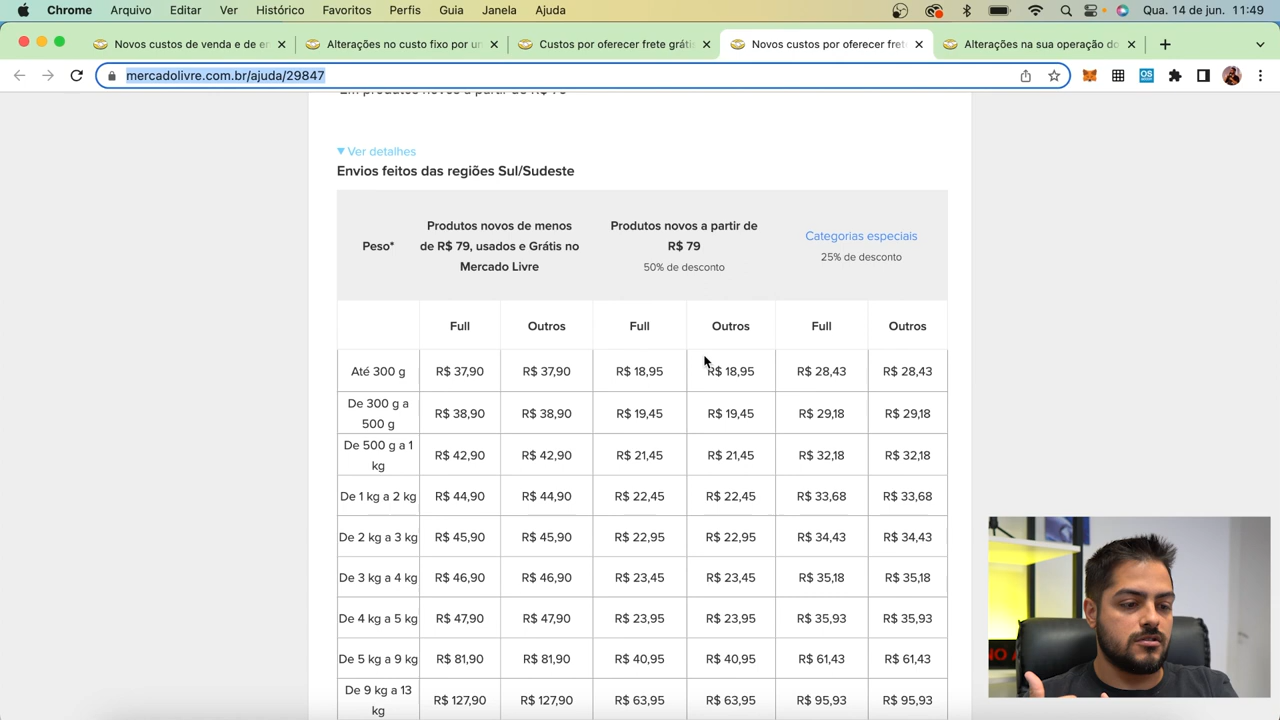 Chrome Arquivo Editar Ver Histórico Favoritos Perfis Guia Janela Ajuda Qua. 14 de jun. 11:49
Novos custos de venda e de en Alterações no custo fixo por un Custos por oferecer frete gráti Novos custos por oferecer fret Alterações na sua operação do
mercadolivre.com.br/ajuda/29847
Em produtos novos a partir de R$ 79
Ver detalhes
Envios feitos das regiões Sul/Sudeste
Peso*
Produtos novos de menos
de R$ 79, usados e Grátis no
Mercado Livre
Produtos novos a partir de
R$ 79
50% de desconto
Categorias especiais
25% de desconto
Full Outros Full Outros Full Outros
Até 300 g R$ 37,90 R$ 37,90 R$ 18,95 R$ 18,95 R$ 28,43 R$ 28,43
De 300 g a
500 g
R$ 38,90 R$ 38,90 R$ 19,45 R$ 19,45 R$ 29,18 R$ 29,18
De 500 g a 1
kg
R$ 42,90 R$ 42,90 R$ 21,45 R$ 21,45 R$ 32,18 R$ 32,18
De 1 kg a 2 kg R$ 44,90 R$ 44,90 R$ 22,45 R$ 22,45 R$ 33,68 R$ 33,68
De 2 kg a 3 kg R$ 45,90 R$ 45,90 R$ 22,95 R$ 22,95 R$ 34,43 R$ 34,43
De 3 kg a 4 kg R$ 46,90 R$ 46,90 R$ 23,45 R$ 23,45 R$ 35,18 R$ 35,18
De 4 kg a 5 kg R$ 47,90 R$ 47,90 R$ 23,95 R$ 23,95 R$ 35,93 R$ 35,93
De 5 kg a 9 kg R$ 81,90 R$ 81,90 R$ 40,95 R$ 40,95 R$ 61,43 R$ 61,43
De 9 kg a 13
kg
R$ 127,90 R$ 127,90 R$ 63,95 R$ 63,95 R$ 95,93 R$ 95,93